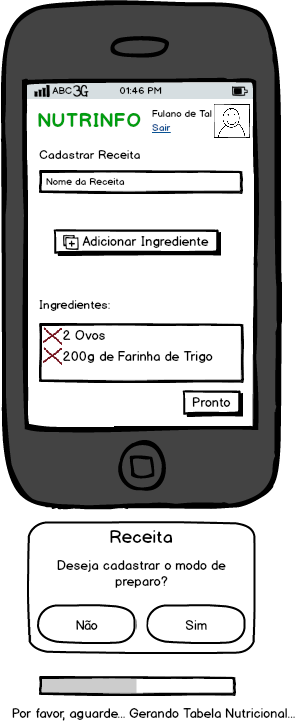 ABC 3G 01:46 PM
NUTRINFO
Fulano de Tal
Sair
Cadastrar Receita
Nome da Receita
Adicionar Ingrediente
Ingredientes:
2 Ovos
200g de Farinha de Trigo
Pronto
Receita
Deseja cadastrar o modo de
preparo?
Não Sim
Por favor, aguarde... Gerando Tabela Nutricional...